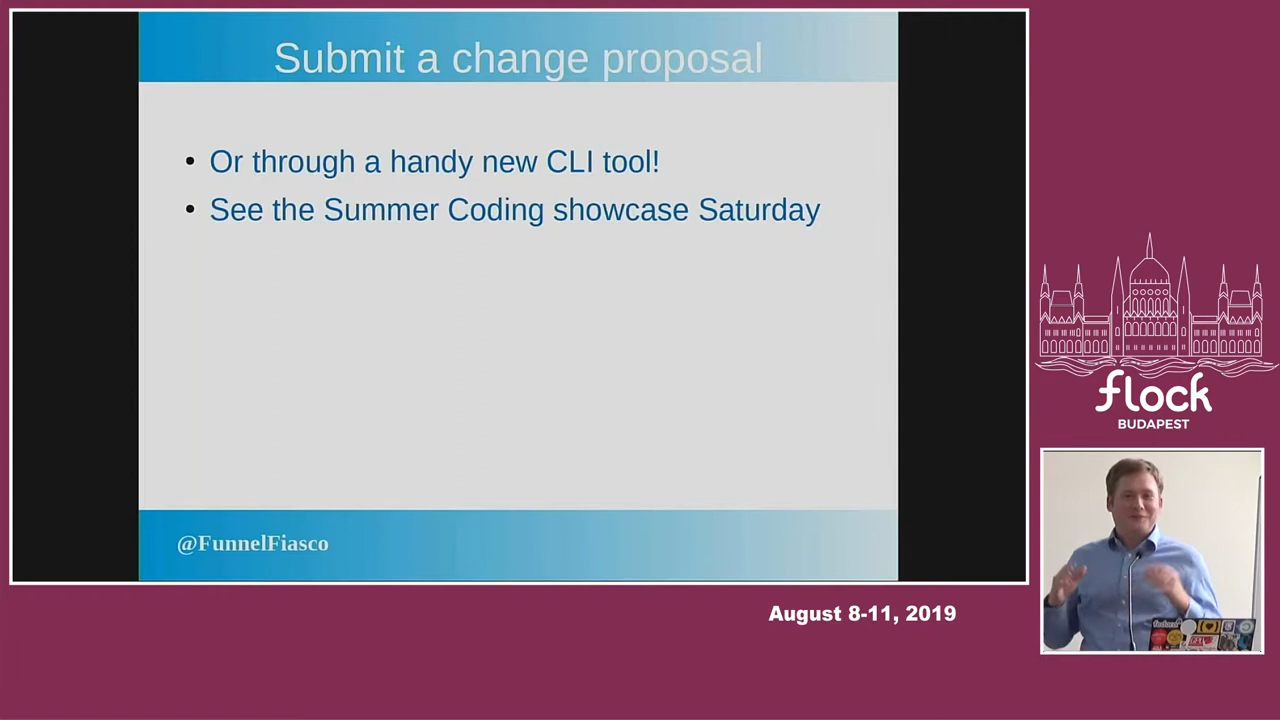 Submit a change proposal
• Or through a handy new CLI tool!
• See the Summer Coding showcase Saturday
@FunnelFiasco
flock
BUDAPEST
August 8-11, 2019